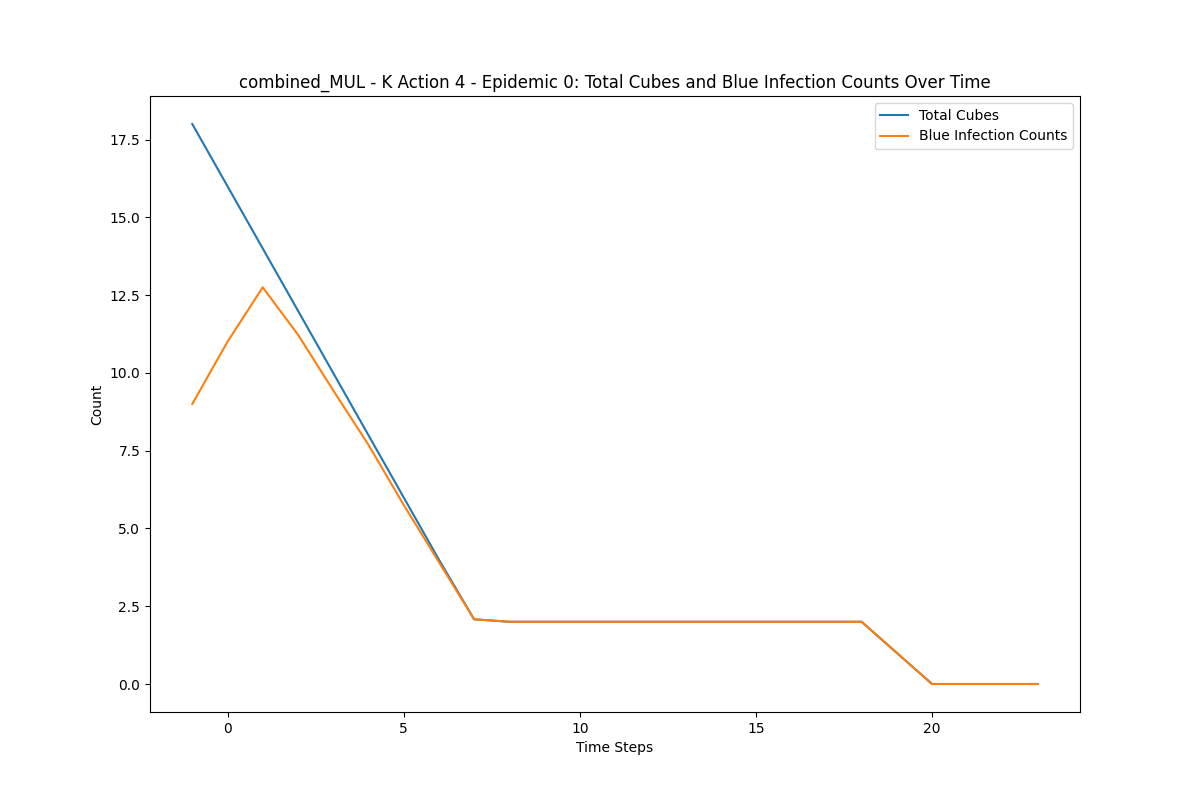 combined_MUL - K Action 4 - Epidemic 0: Total Cubes and Blue Infection Counts Over Time
Total Cubes
Blue Infection Counts
17.5
15.0
12.5
10.0
7.5
5.0
2.5
0.0
Count
0 5 10 15 20
Time Steps